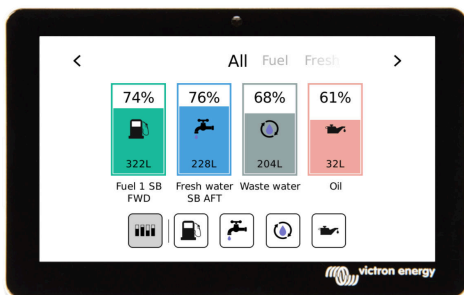 All Fuel Fresh
74% 76% 68% 61%
322L 228L 204L 32L
Fuel 1 SB Fresh water Waste water Oil
FWD SB AFT
victron energy